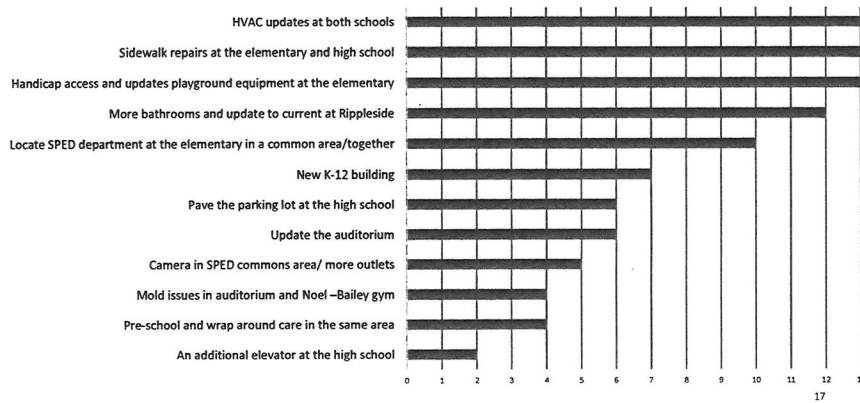 HVAC updates at both schools
Sidewalk repairs at the elementary and high school
Handicap access and updates playground equipment at the elementary
More bathrooms and update to current at Rippleside
Locate SPED department at the elementary in a common area/together
New K-12 building
Pave the parking lot at the high school
Update the auditorium
Camera in SPED commons area/ more outlets
Mold issues in auditorium and Noel –Bailey gym
Pre-school and wrap around care in the same area
An additional elevator at the high school
0 1 2 3 4 5 6 7 8 9 10 11 12
17